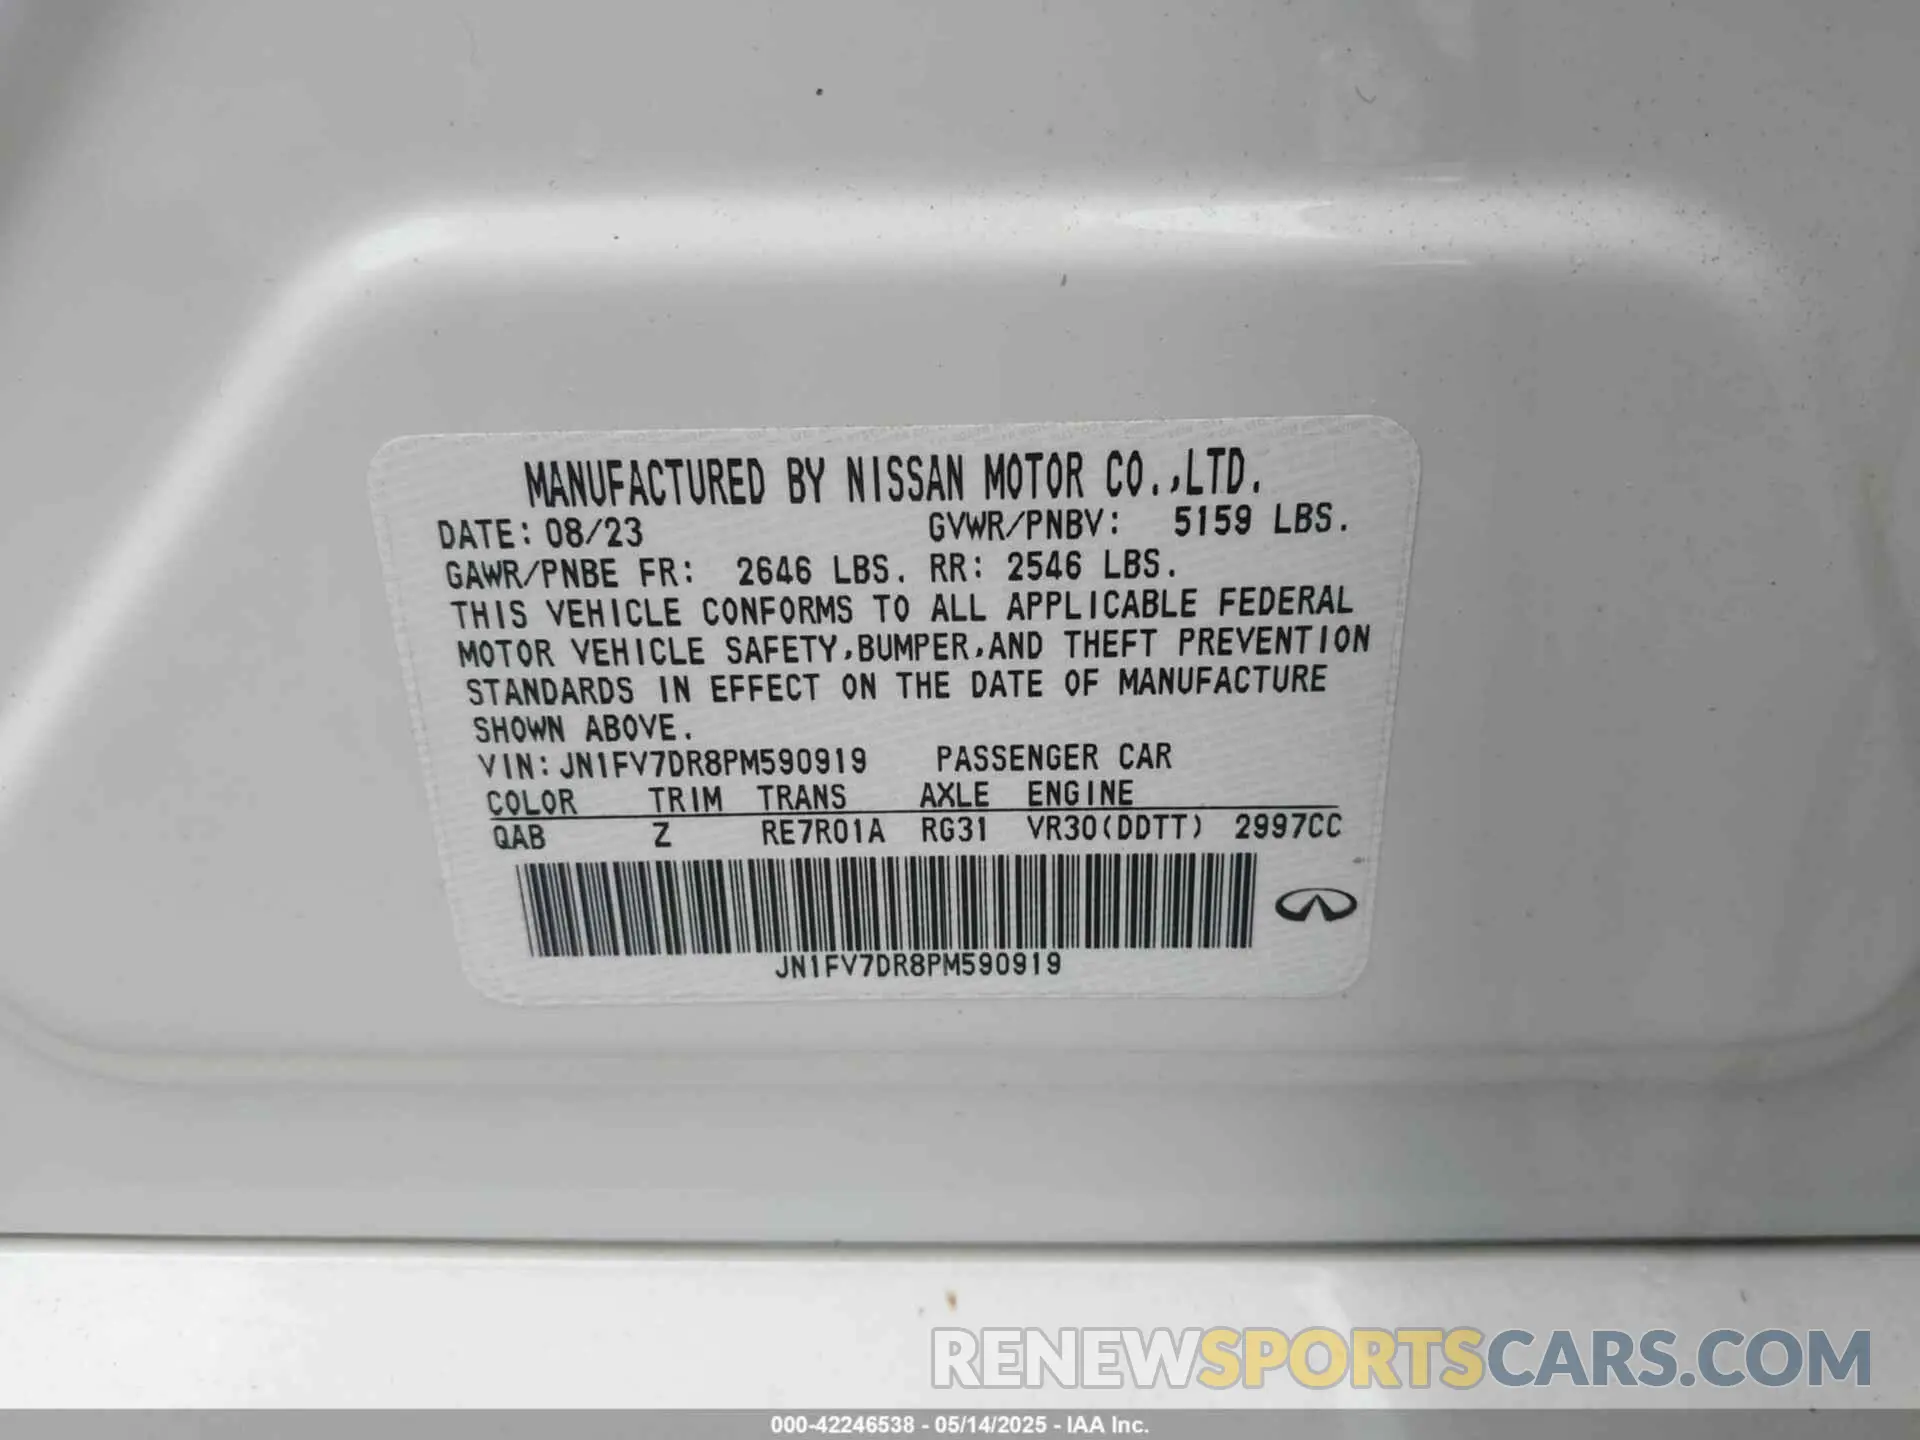 MANUFACTURED BY NISSAN MOTOR CO.,LTD.
DATE: 08/23 GVWR/PNBV: 5159 LBS.
GAWR/PNBE FR: 2646 LBS. RR: 2546 LBS.
THIS VEHICLE CONFORMS TO ALL APPLICABLE FEDERAL
MOTOR VEHICLE SAFETY,BUMPER,AND THEFT PREVENTION
STANDARDS IN EFFECT ON THE DATE OF MANUFACTURE
SHOWN ABOVE.
VIN: JN1FV7DR8PM590919 PASSENGER CAR
COLOR TRIM TRANS AXLE ENGINE
QAB Z RE7R01A RG31 VR30(DDTT) 2997CC
JN1FV7DR8PM590919
RENEWSPORTSCARS.COM
000-42246538 - 05/14/2025 - IAA Inc.